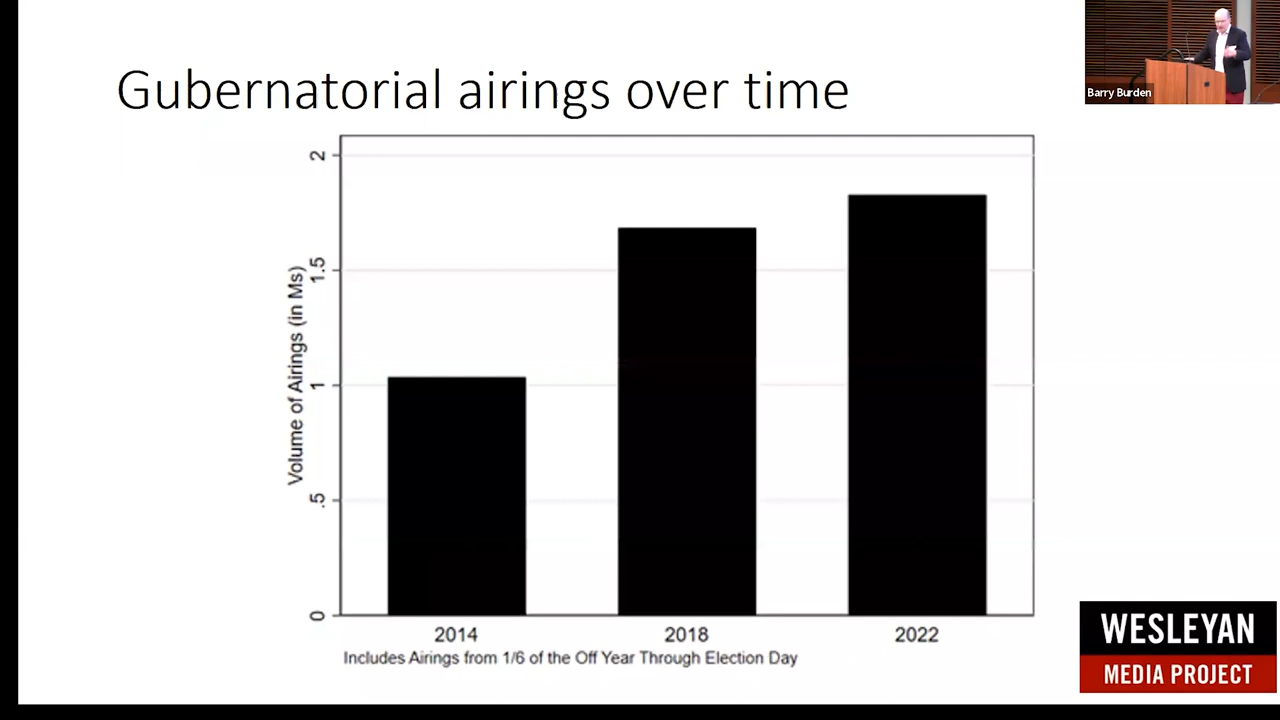 Gubernatorial airings over time
Barry Burden
Volume of Airings (in Ms)
2
1.5
1
.5
0
2014 2018 2022
Includes Airings from 1/6 of the Off Year Through Election Day
WESLEYAN
MEDIA PROJECT